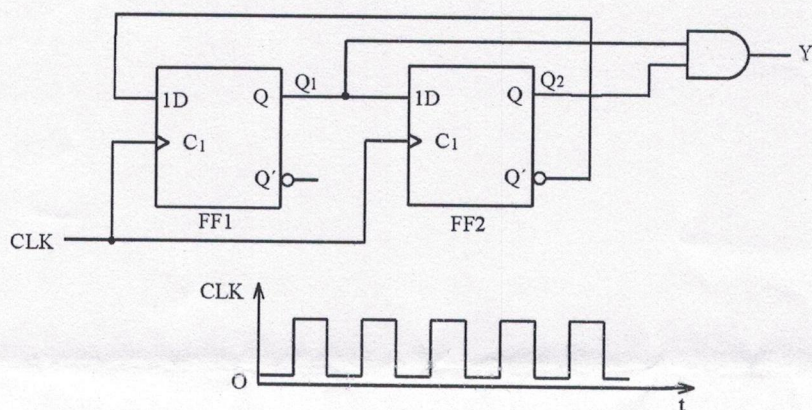 Y
1D Q Q1 1D Q Q2
C1 C1
Q′ Q′
FF1 FF2
CLK
CLK
O
t